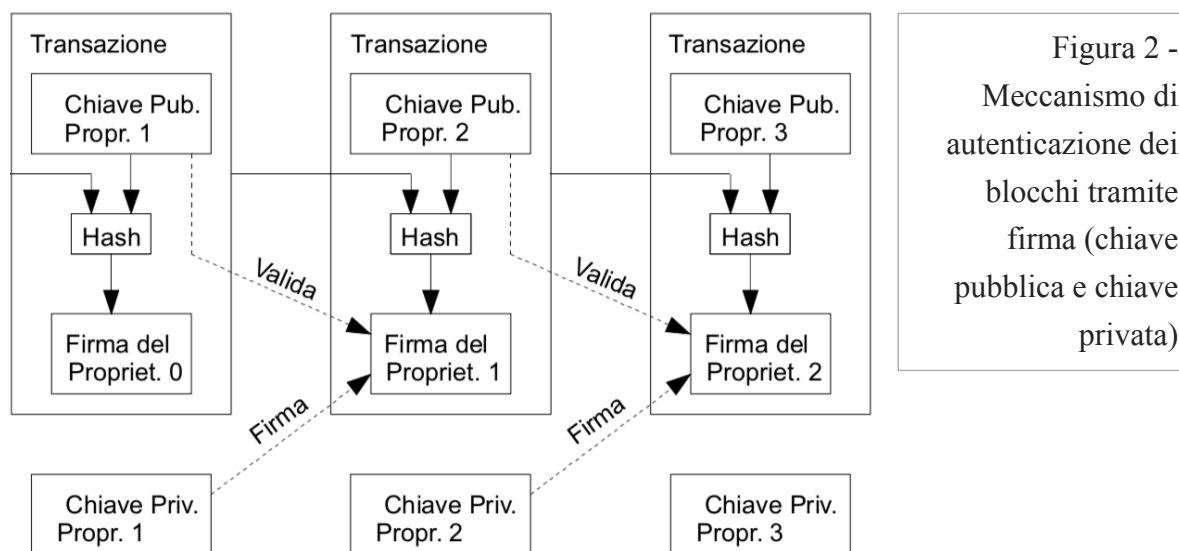 Transazione
Chiave Pub.
Propr. 1
Hash
Firma del
Propriet. 0
Transazione
Chiave Pub.
Propr. 2
Hash
Firma del
Propriet. 1
Transazione
Chiave Pub.
Propr. 3
Hash
Firma del
Propriet. 2
Valida
Valida
Firma
Firma
Chiave Priv.
Propr. 1
Chiave Priv.
Propr. 2
Chiave Priv.
Propr. 3
Figura 2 -
Meccanismo di
autenticazione dei
blocchi tramite
firma (chiave
pubblica e chiave
privata)